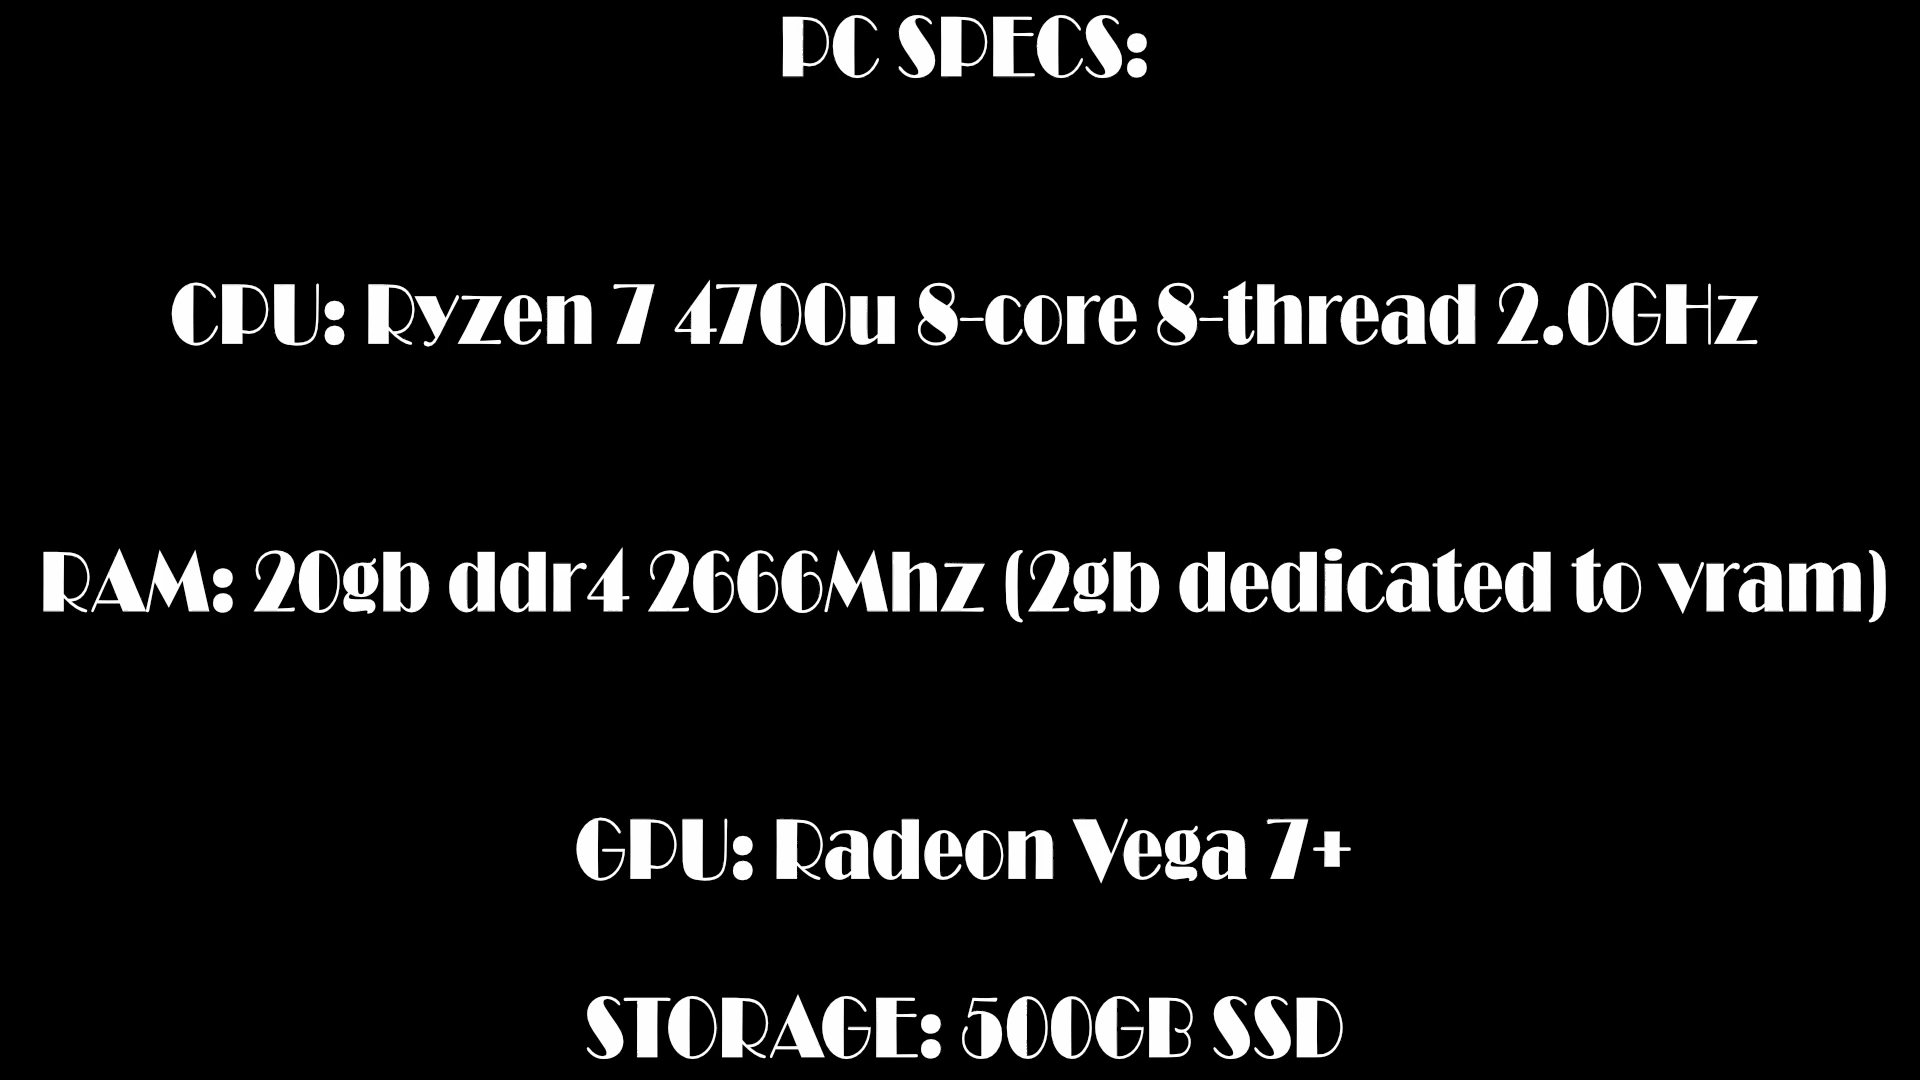 PC SPECS:
CPU: Ryzen 7 4700u 8-core 8-thread 2.0GHz
RAM: 20gb ddr4 2666Mhz (2gb dedicated to vram)
GPU: Radeon Vega 7+
STORAGE: 500GB SSD